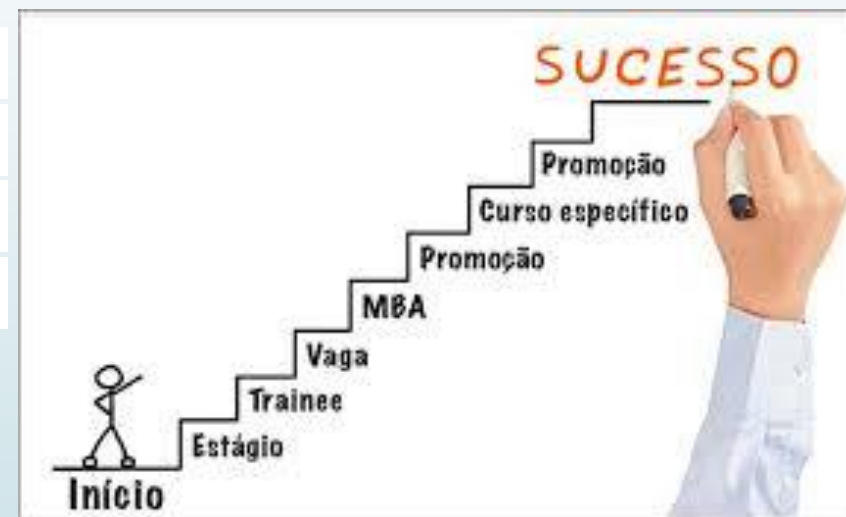 SUCESSO
Promoção
Curso específico
Promoção
MBA
Vaga
Trainee
Estágio
Início